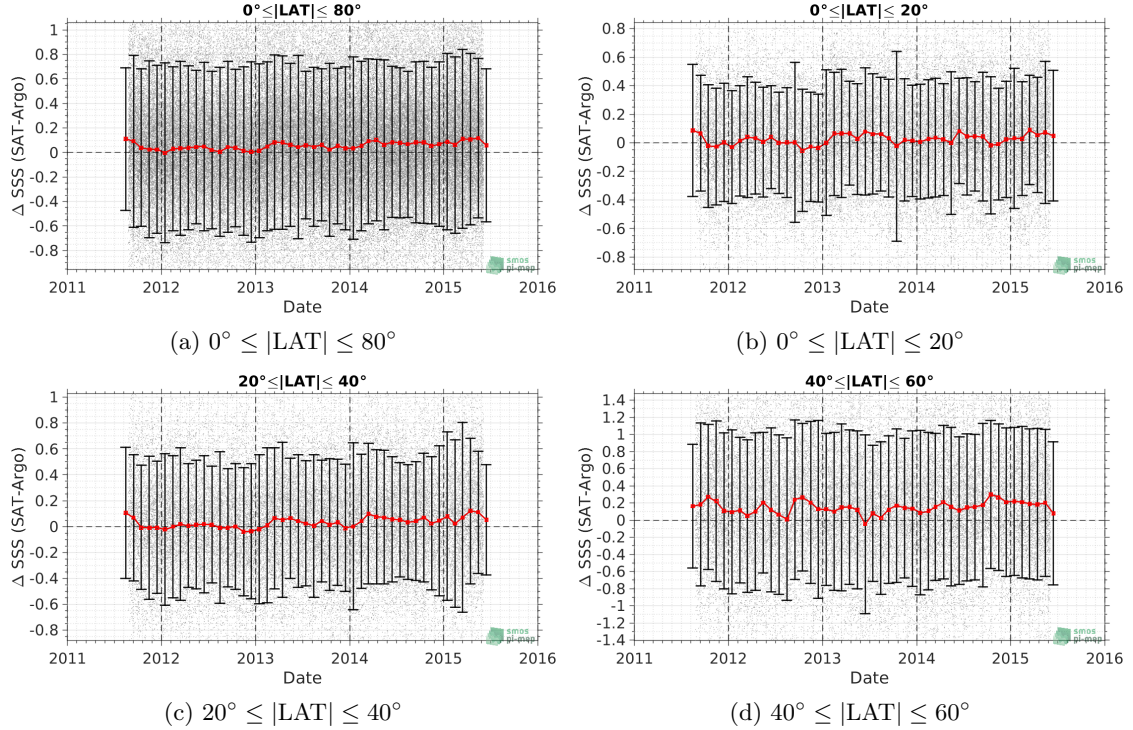 0°≤|LAT|≤ 80°
Δ SSS (SAT-Argo)
1
0.8
0.6
0.4
0.2
0
-0.2
-0.4
-0.6
-0.8
2011 2012 2013 2014 2015 2016
Date
smos
pi-mep
(a) 0° ≤ |LAT| ≤ 80°
0°≤|LAT|≤ 20°
Δ SSS (SAT-Argo)
0.8
0.6
0.4
0.2
0
-0.2
-0.4
-0.6
-0.8
2011 2012 2013 2014 2015 2016
Date
smos
pi-mep
(b) 0° ≤ |LAT| ≤ 20°
20°≤|LAT|≤ 40°
Δ SSS (SAT-Argo)
1
0.8
0.6
0.4
0.2
0
-0.2
-0.4
-0.6
-0.8
2011 2012 2013 2014 2015 2016
Date
smos
pi-mep
(c) 20° ≤ |LAT| ≤ 40°
40°≤|LAT|≤ 60°
Δ SSS (SAT-Argo)
1.4
1.2
1
0.8
0.6
0.4
0.2
0
-0.2
-0.4
-0.6
-0.8
-1
-1.2
-1.4
2011 2012 2013 2014 2015 2016
Date
smos
pi-mep
(d) 40° ≤ |LAT| ≤ 60°